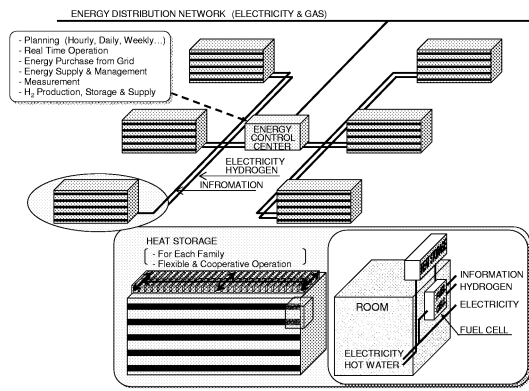 ENERGY DISTRIBUTION NETWORK (ELECTRICITY & GAS)
- Planning (Hourly, Daily, Weekly...)
- Real Time Operation
- Energy Purchase from Grid
- Energy Supply & Management
- Measurement
- H2 Production, Storage & Supply
ENERGY
CONTROL
CENTER
ELECTRICITY
HYDROGEN
INFROMATION
HEAT STORAGE
- For Each Family
- Flexible & Cooperative Operation
HEAT STORAGE
ROOM
INFORMATION
HYDROGEN
ELECTRICITY
FUEL CELL
ELECTRICITY
HOT WATER